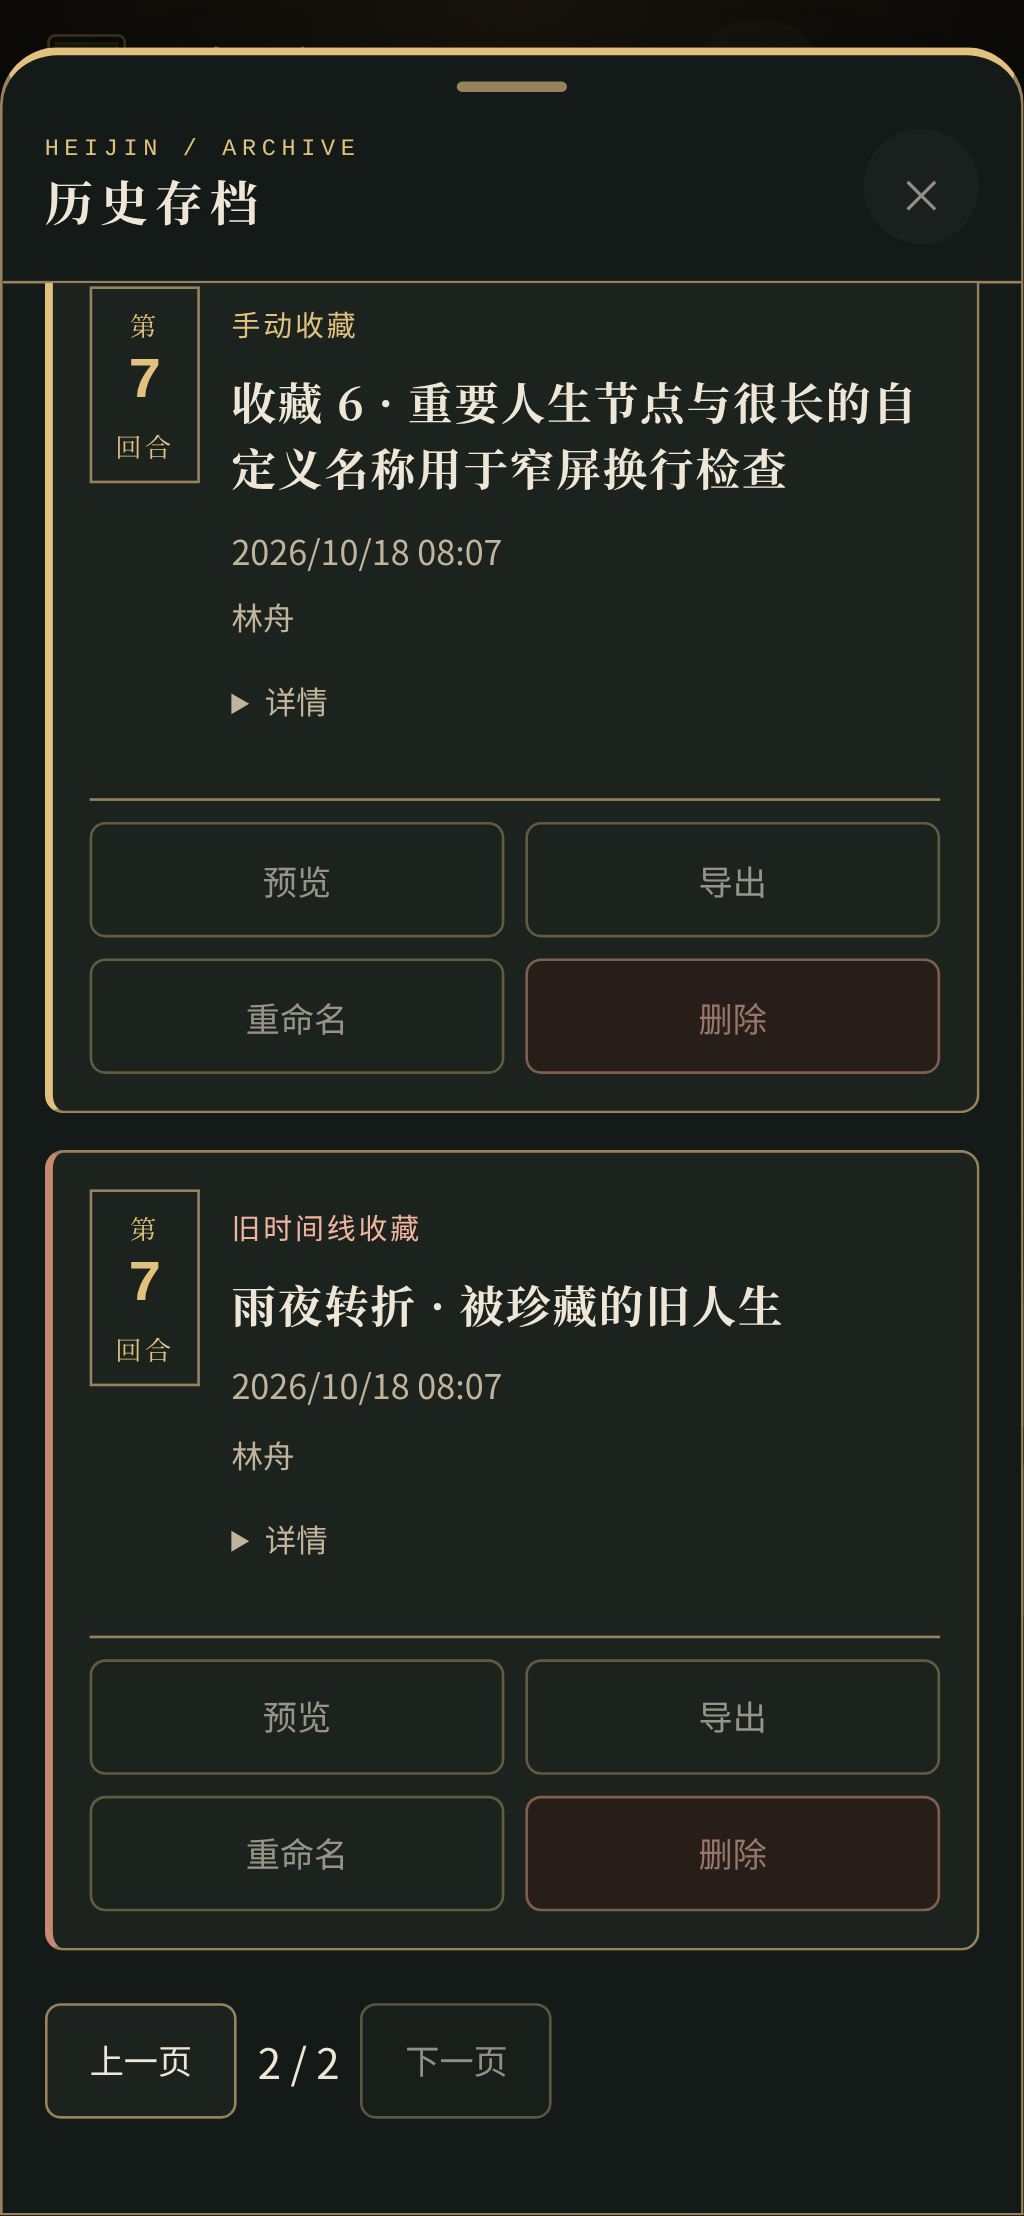 HEIJIN / ARCHIVE
历史存档
第
7
回合
手动收藏
收藏 6 · 重要人生节点与很长的自
定义名称用于窄屏换行检查
2026/10/18 08:07
林舟
▶ 详情
预览
导出
重命名
删除
第
7
回合
旧时间线收藏
雨夜转折 · 被珍藏的旧人生
2026/10/18 08:07
林舟
▶ 详情
预览
导出
重命名
删除
上一页
2 / 2
下一页